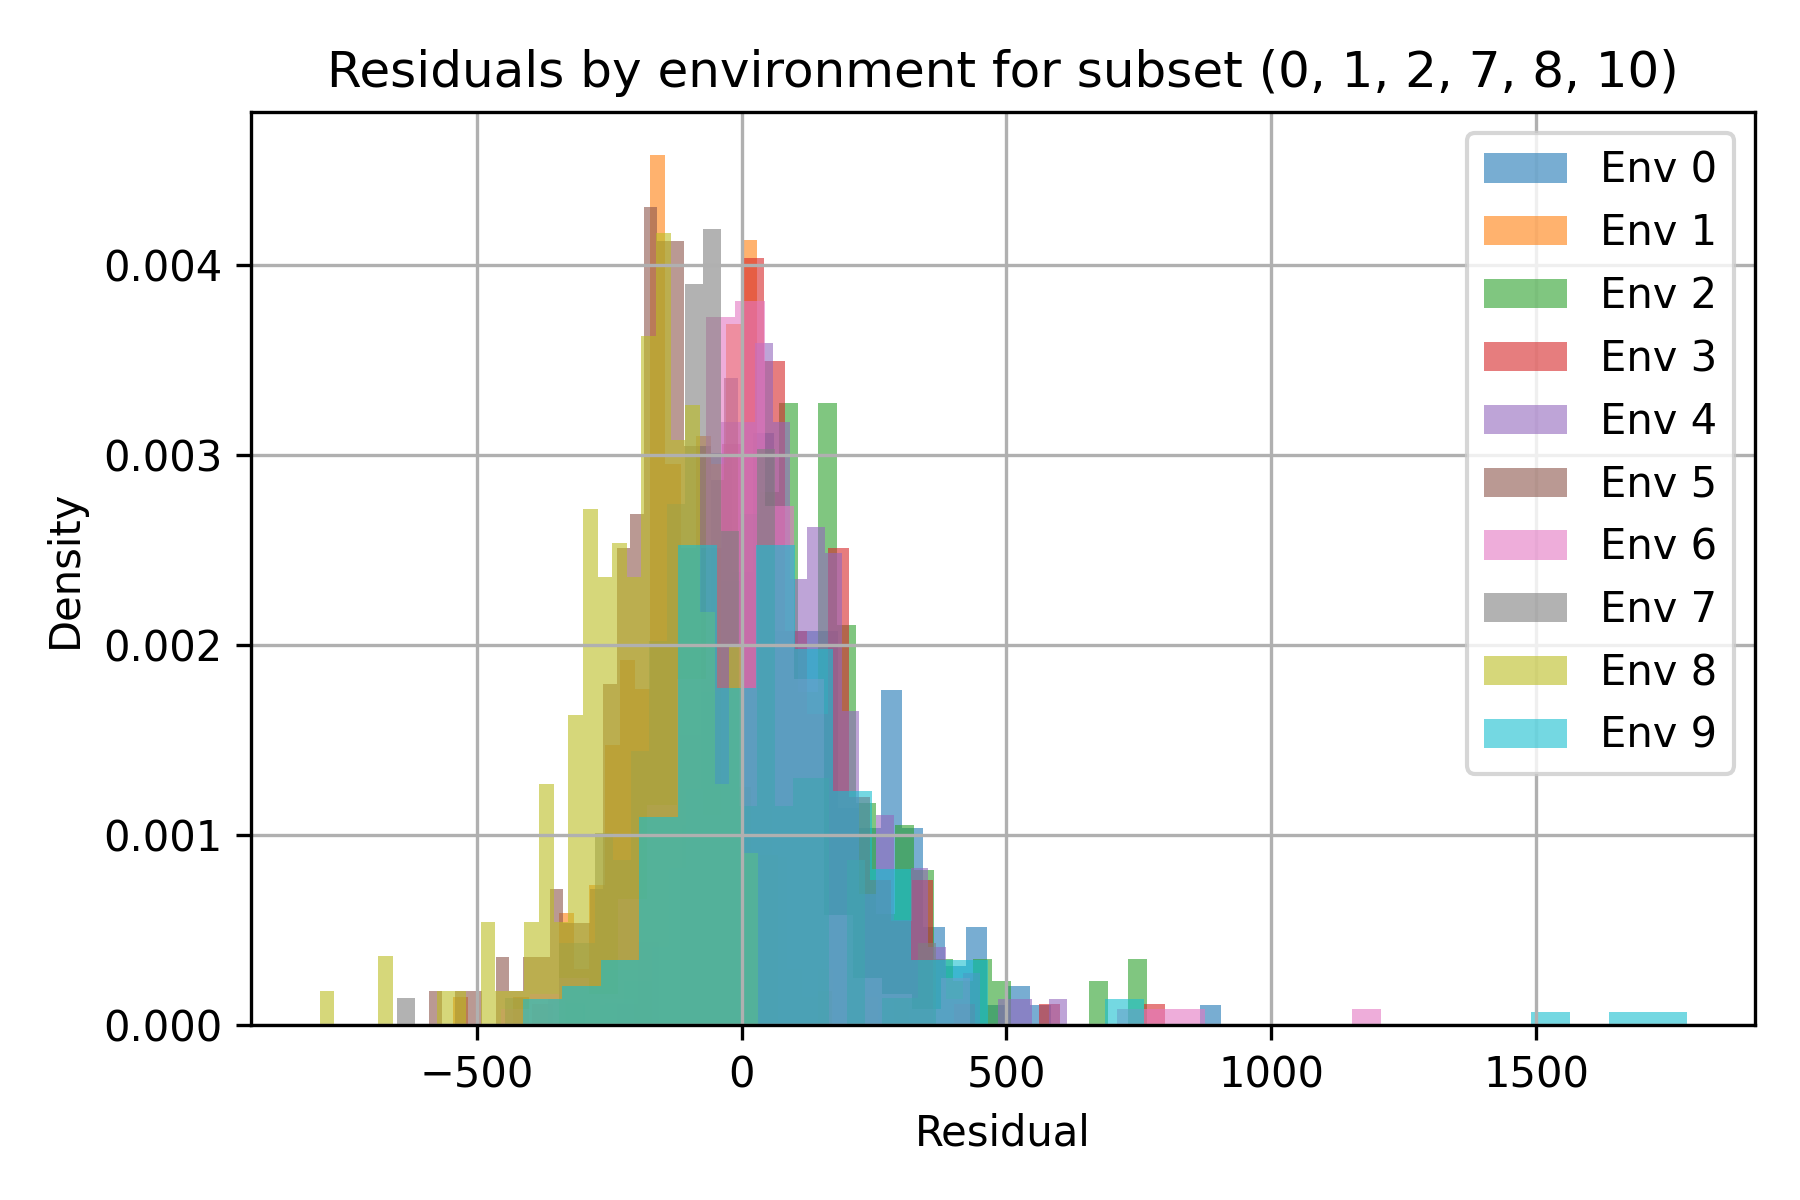 Residuals by environment for subset (0, 1, 2, 7, 8, 10)
Env 0
Env 1
Env 2
Env 3
Env 4
Env 5
Env 6
Env 7
Env 8
Env 9
Density
0.004
0.003
0.002
0.001
0.000
−500 0 500 1000 1500
Residual